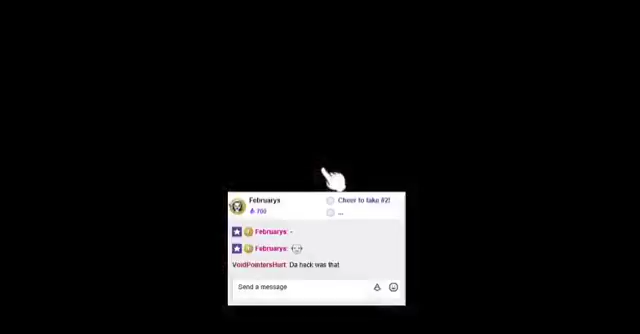 Februarys
Cheer to take #2!
700
...
Februarys: -
Februarys:
VoidPointersHurt: Da heck was that
Send a message